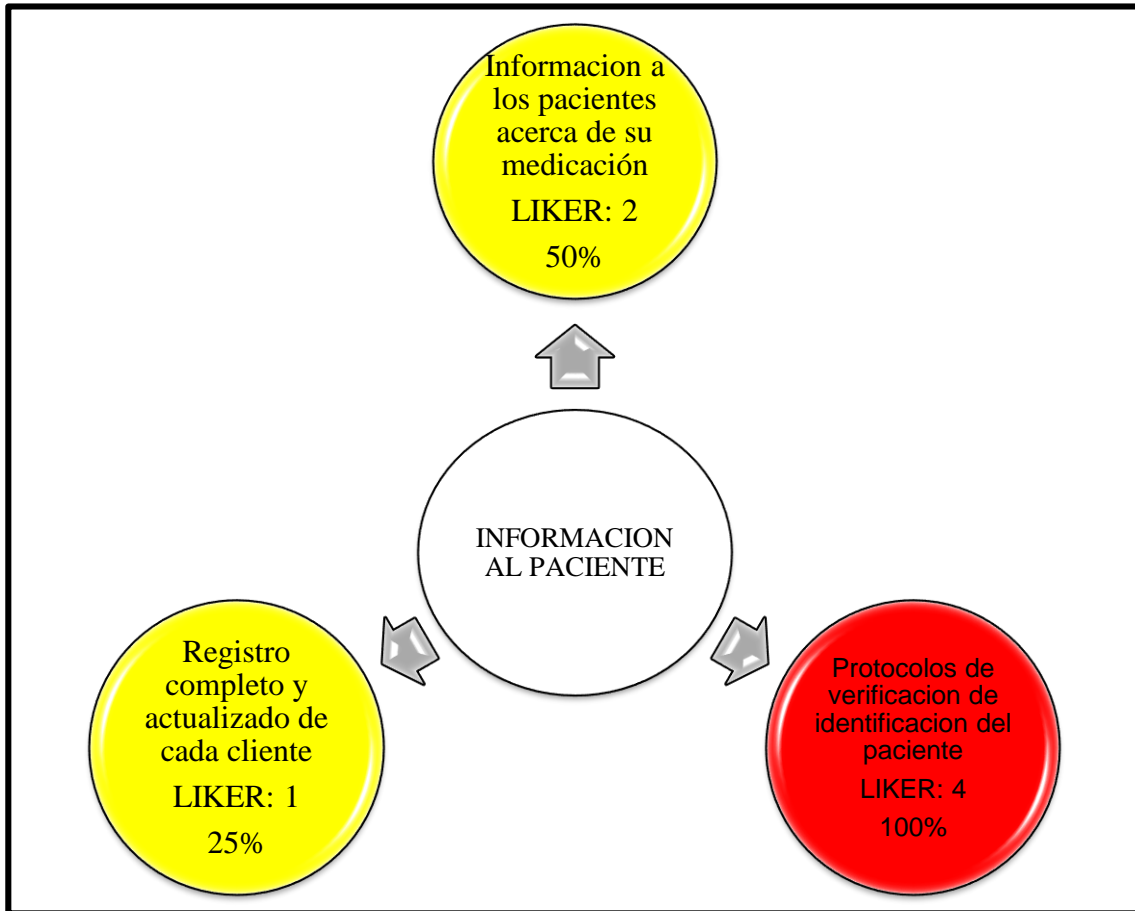 Informacion a
los pacientes
acerca de su
medicación
LIKER: 2
50%
INFORMACION
AL PACIENTE
Registro
completo y
actualizado de
cada cliente
LIKER: 1
25%
Protocolos de
verificacion de
identificacion del
paciente
LIKER: 4
100%